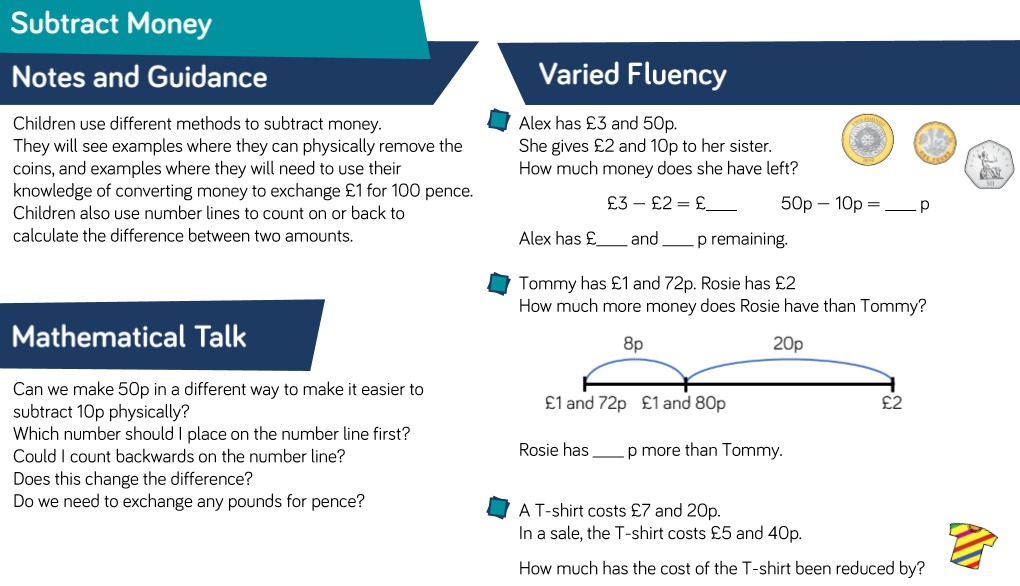 Subtract Money
Notes and Guidance
Children use different methods to subtract money.
They will see examples where they can physically remove the
coins, and examples where they will need to use their
knowledge of converting money to exchange £1 for 100 pence.
Children also use number lines to count on or back to
calculate the difference between two amounts.
Mathematical Talk
Can we make 50p in a different way to make it easier to
subtract 10p physically?
Which number should I place on the number line first?
Could I count backwards on the number line?
Does this change the difference?
Do we need to exchange any pounds for pence?
Varied Fluency
Alex has £3 and 50p.
She gives £2 and 10p to her sister.
How much money does she have left?
£3 − £2 = £___ 50p − 10p = ___ p
Alex has £___ and ___ p remaining.
Tommy has £1 and 72p. Rosie has £2
How much more money does Rosie have than Tommy?
8p 20p
£1 and 72p £1 and 80p £2
Rosie has ___ p more than Tommy.
A T-shirt costs £7 and 20p.
In a sale, the T-shirt costs £5 and 40p.
How much has the cost of the T-shirt been reduced by?